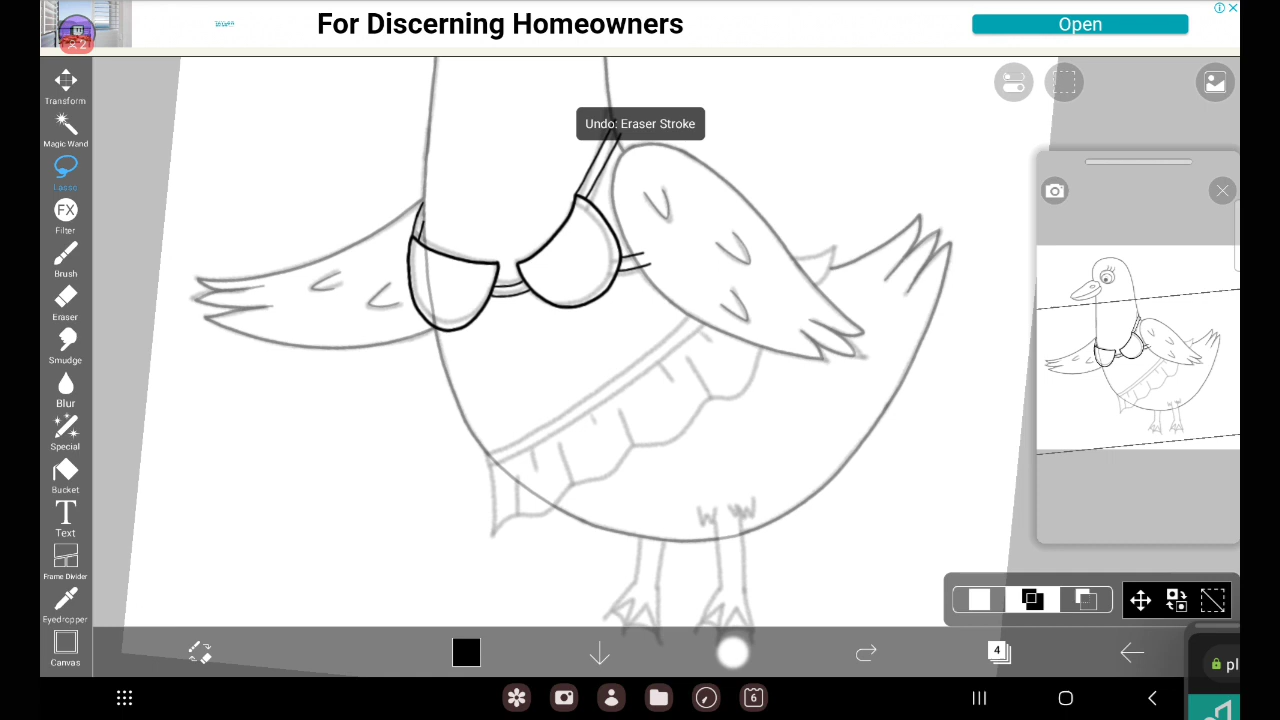 For Discerning Homeowners
Open
2
Undo: Eraser Stroke
Transform
Magic Wand
Lasso
FX
Filter
Brush
Eraser
Smudge
Blur
Special
Bucket
T
Text
Frame Divider
Eyedropper
Canvas
4
pl
6